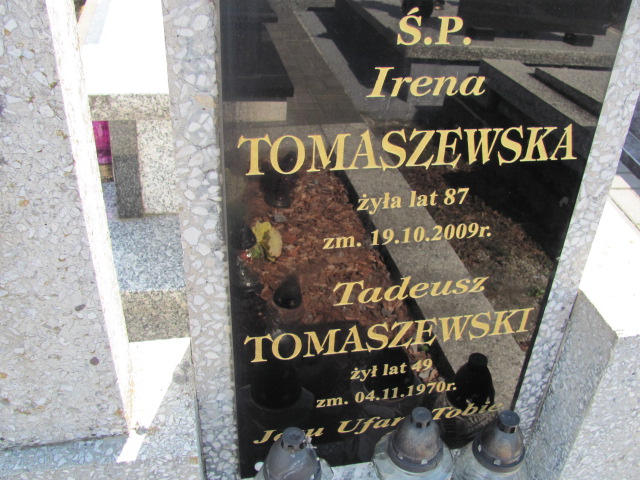 Ś.P.
Irena
TOMASZEWSKA
żyła lat 87
zm. 19.10.2009r.
Tadeusz
TOMASZEWSKI
żył lat 49
zm. 04.11.1970r.
Jezu Ufam Tobie